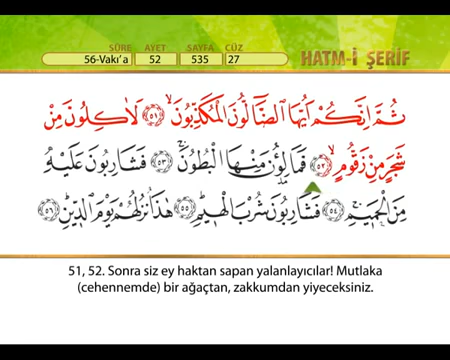 SÛRE AYET SAYFA CÜZ
56-Vakı'a 52 535 27 HATM-İ ŞERİF
ثُمَّ اِنَّكُمْ اَيُّهَا الضَّٓالُّونَ الْمُكَذِّبُونَۙ ﴿٥١﴾ لَاٰكِلُونَ مِنْ
شَجَرٍ مِنْ زَقُّومٍۙ ﴿٥٢﴾ فَمَالِؤُ۫نَ مِنْهَا الْبُطُونَۚ ﴿٥٣﴾ فَشَارِبُونَ عَلَيْهِ
مِنَ الْحَم۪يمِۚ ﴿٥٤﴾ فَشَارِبُونَ شُرْبَ الْه۪يمِۜ ﴿٥٥﴾ هٰذَا نُزُلُهُمْ يَوْمَ الدّ۪ينِۜ ﴿٥٦﴾
51, 52. Sonra siz ey haktan sapan yalanlayıcılar! Mutlaka
(cehennemde) bir ağaçtan, zakkumdan yiyeceksiniz.